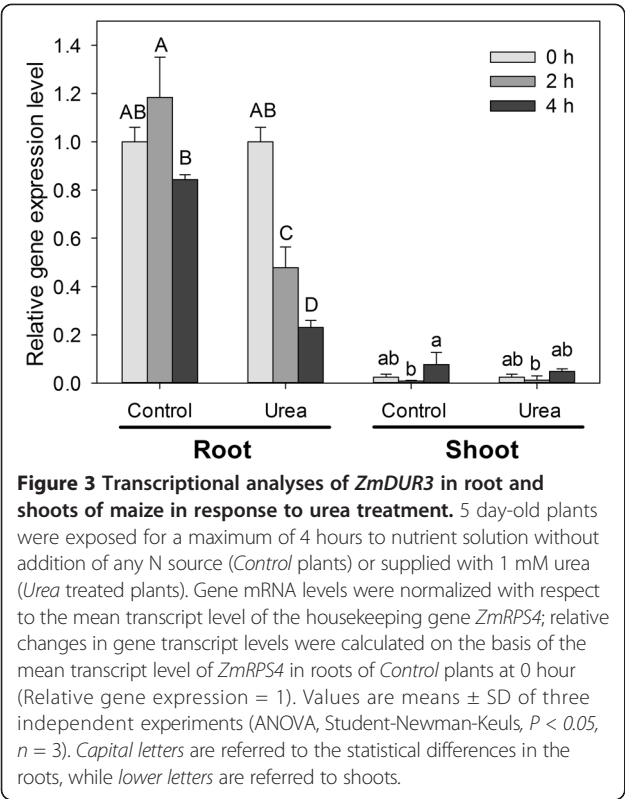 1.4
A
0 h
2 h
1.2
AB
AB
4 h
B
1.0
0.8
0.6
C
0.4
D
0.2
a
ab
ab
ab
b
b
0.0
Relative gene expression level
Control
Urea
Control
Urea
Root
Shoot
Figure 3 Transcriptional analyses of ZmDUR3 in root and
shoots of maize in response to urea treatment. 5 day-old plants
were exposed for a maximum of 4 hours to nutrient solution without
addition of any N source (Control plants) or supplied with 1 mM urea
(Urea treated plants). Gene mRNA levels were normalized with respect
to the mean transcript level of the housekeeping gene ZmRPS4; relative
changes in gene transcript levels were calculated on the basis of the
mean transcript level of ZmRPS4 in roots of Control plants at 0 hour
(Relative gene expression = 1). Values are means ± SD of three
independent experiments (ANOVA, Student-Newman-Keuls, P < 0.05,
n = 3). Capital letters are referred to the statistical differences in the
roots, while lower letters are referred to shoots.